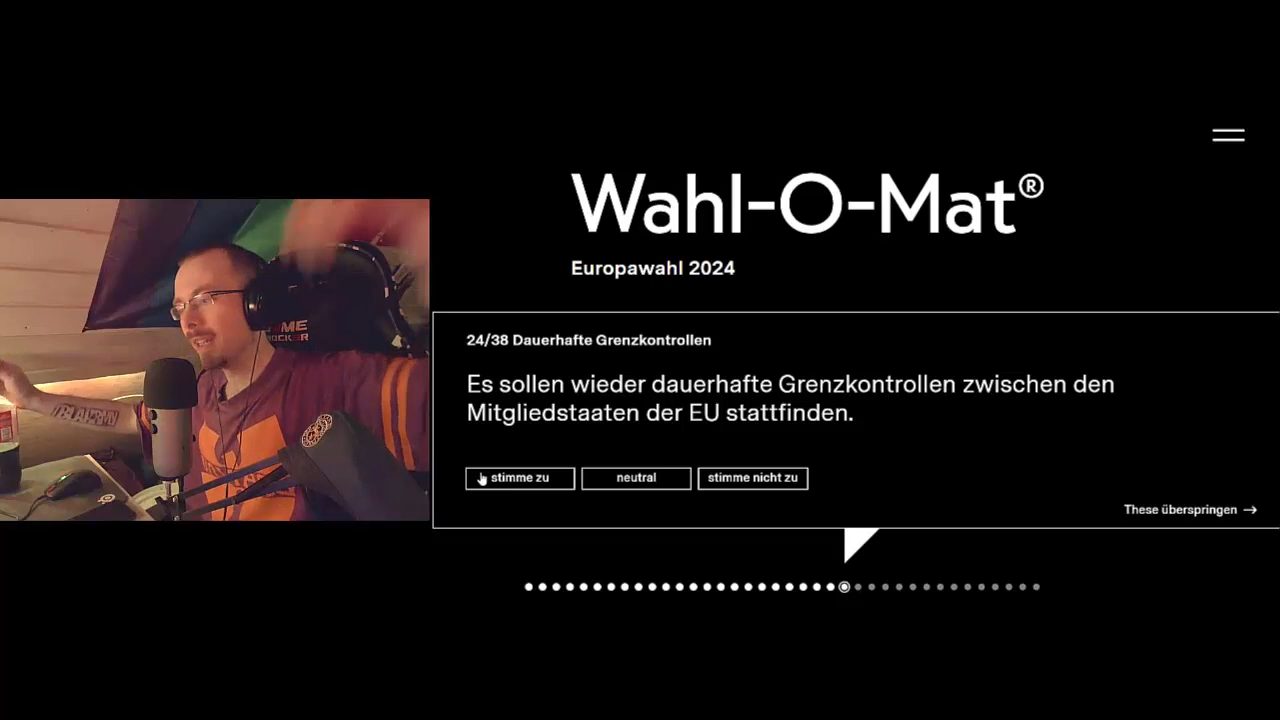 Wahl-O-Mat®
Europawahl 2024
24/38 Dauerhafte Grenzkontrollen
Es sollen wieder dauerhafte Grenzkontrollen zwischen den
Mitgliedstaaten der EU stattfinden.
stimme zu
neutral
stimme nicht zu
These überspringen →